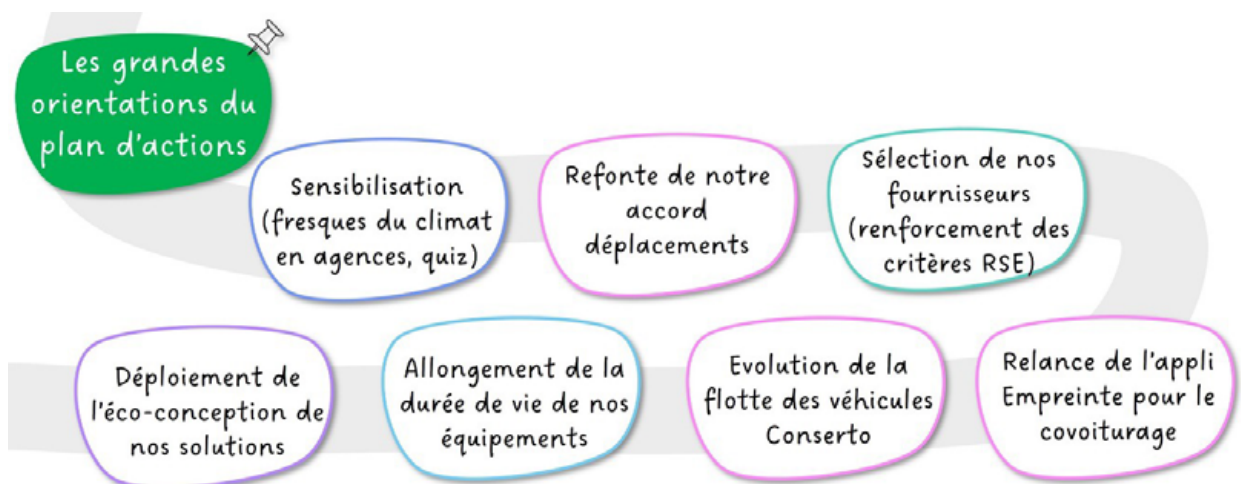 Les grandes
orientations du
plan d'actions
Sensibilisation
(fresques du climat
en agences, quiz)
Refonte de notre
accord
déplacements
Sélection de nos
fournisseurs
(renforcement des
critères RSE)
Relance de l'appli
Empreinte pour le
covoiturage
Evolution de la
flotte des véhicules
Conserto
Allongement de la
durée de vie de nos
équipements
Déploiement de
l'éco-conception de
nos solutions